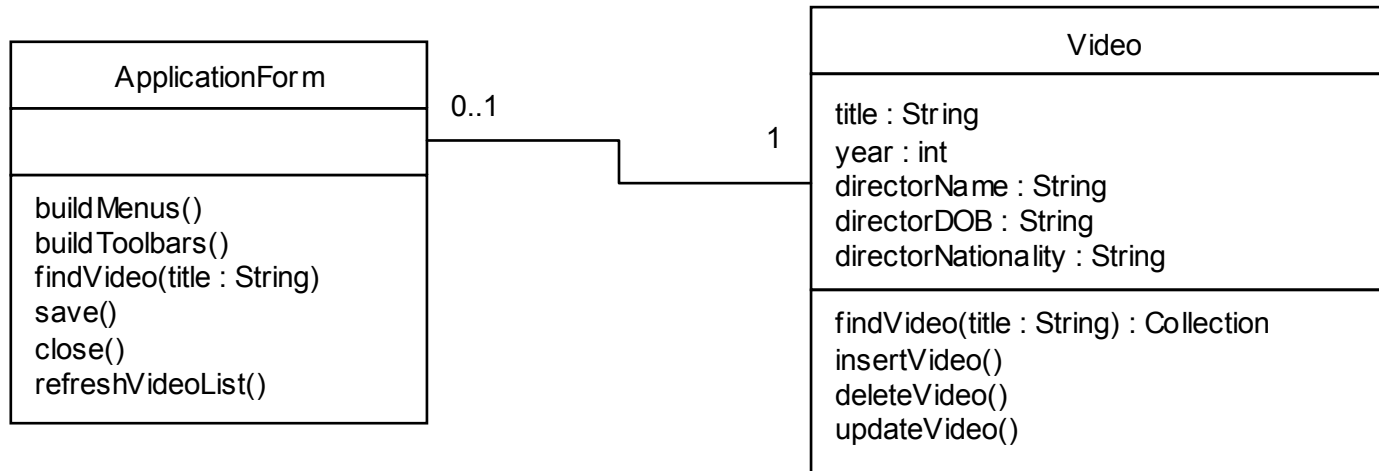 ApplicationForm
buildMenus()
buildToolbars()
findVideo(title : String)
save()
close()
refreshVideoList()
0..1
1
Video
title : String
year : int
directorName : String
directorDOB : String
directorNationality : String
findVideo(title : String) : Collection
insertVideo()
deleteVideo()
updateVideo()